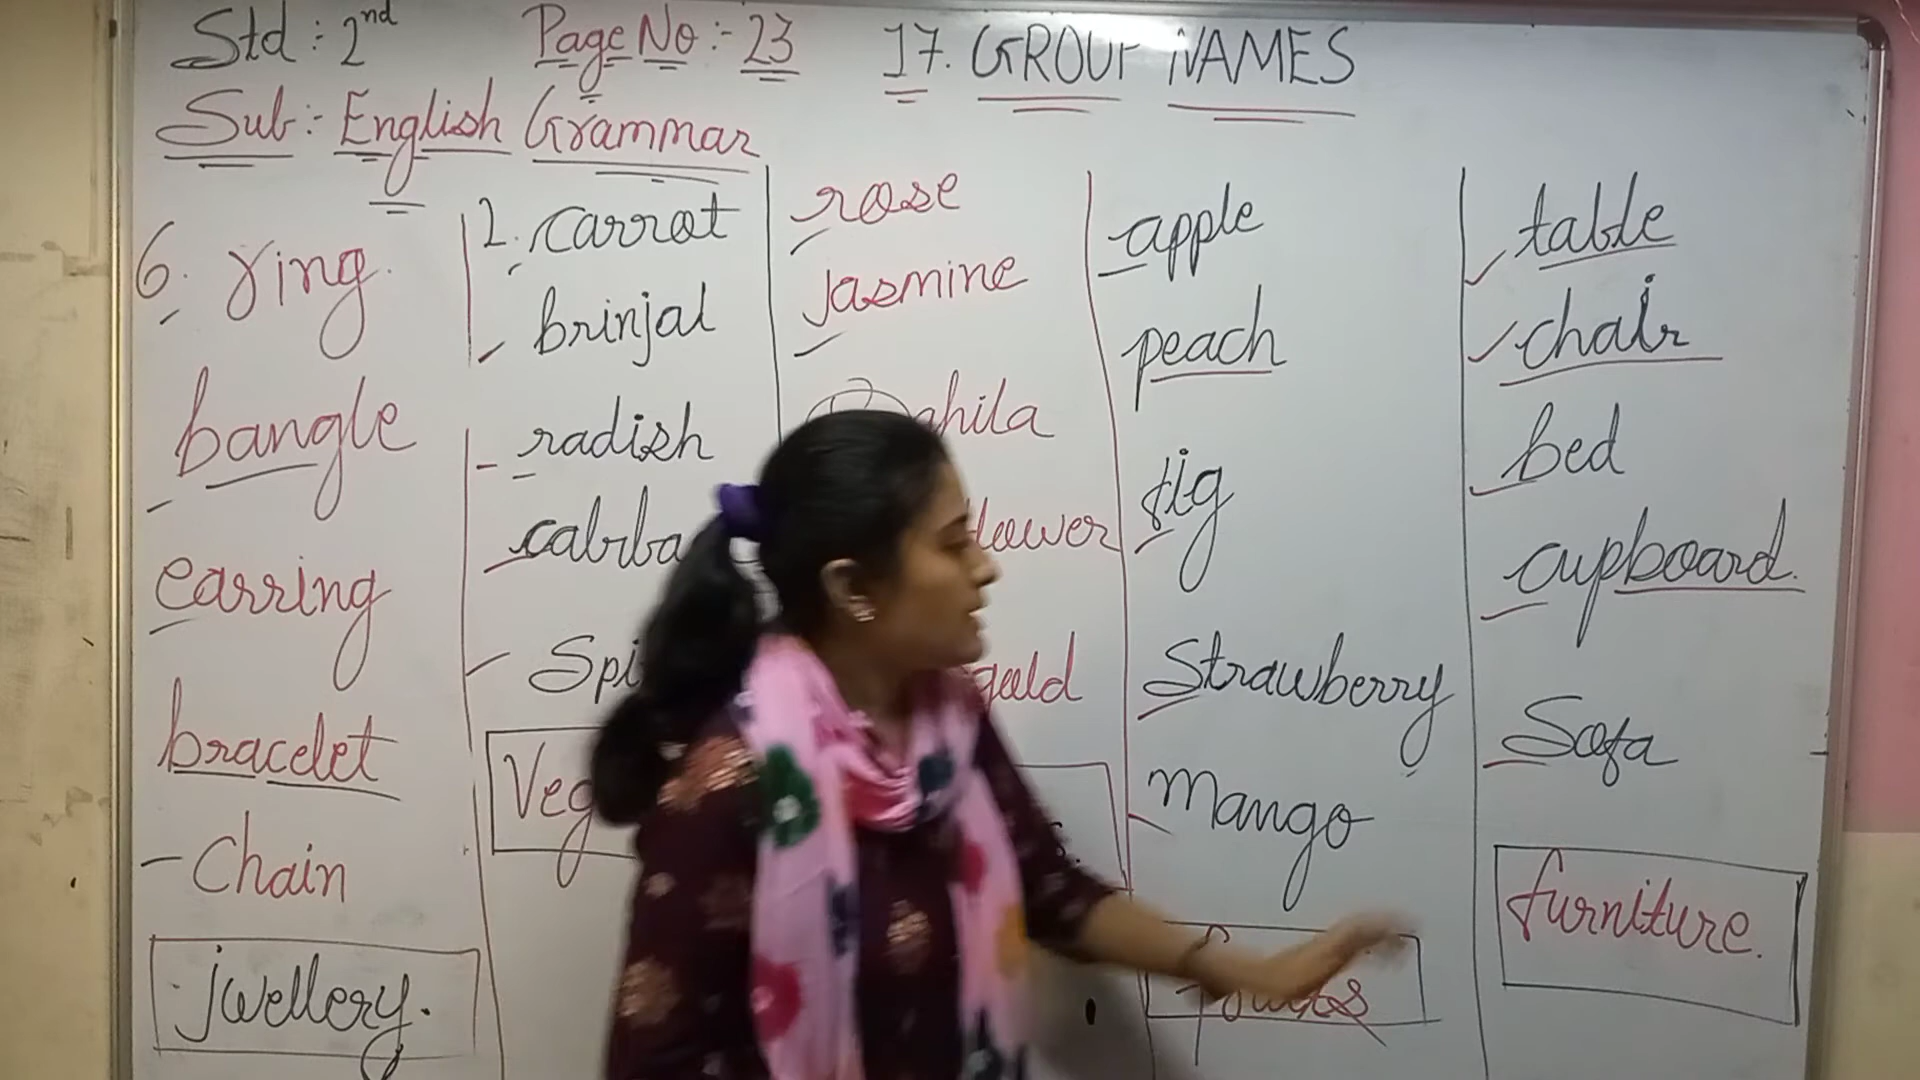 Std :- 2nd Page No :- 23 17. GROUP NAMES
Sub :- English Grammar
6. ring
bangle
earring
bracelet
Chain
jwellery.
2. carrot
brinjal
radish
rose
Jasmine
apple
peach
fig
Strawberry
Mango
fruits
table
chair
bed
cupboard.
Sofa
furniture.